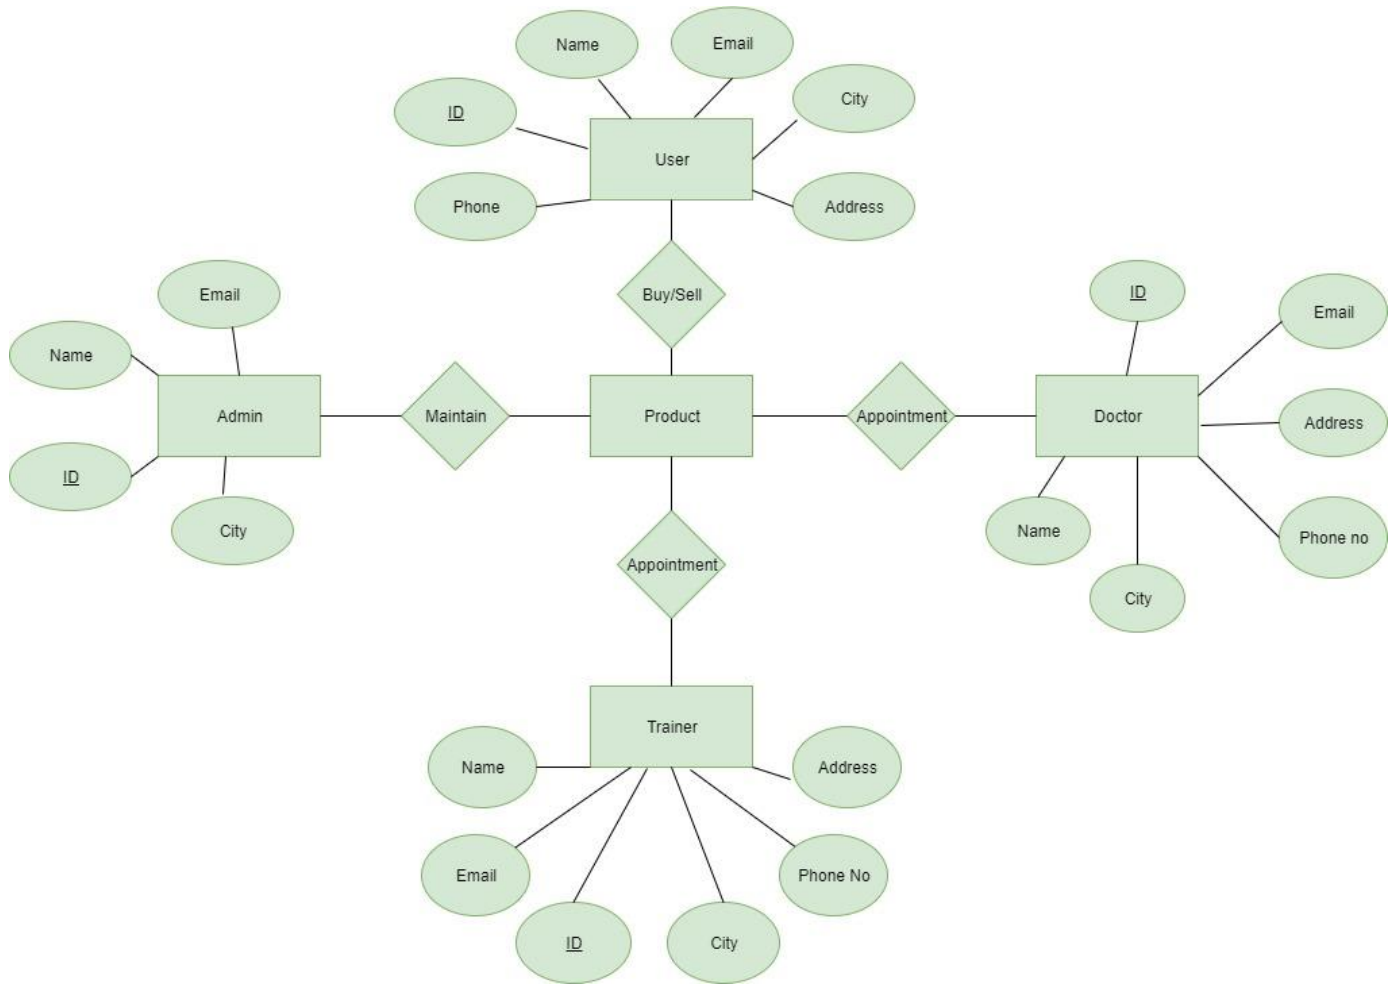 Name
Email
City
ID
User
Phone
Address
Buy/Sell
ID
Email
Email
Name
Admin
Maintain
Product
Appointment
Doctor
Address
ID
City
Name
Phone no
City
Appointment
Trainer
Name
Address
Email
Phone No
ID
City